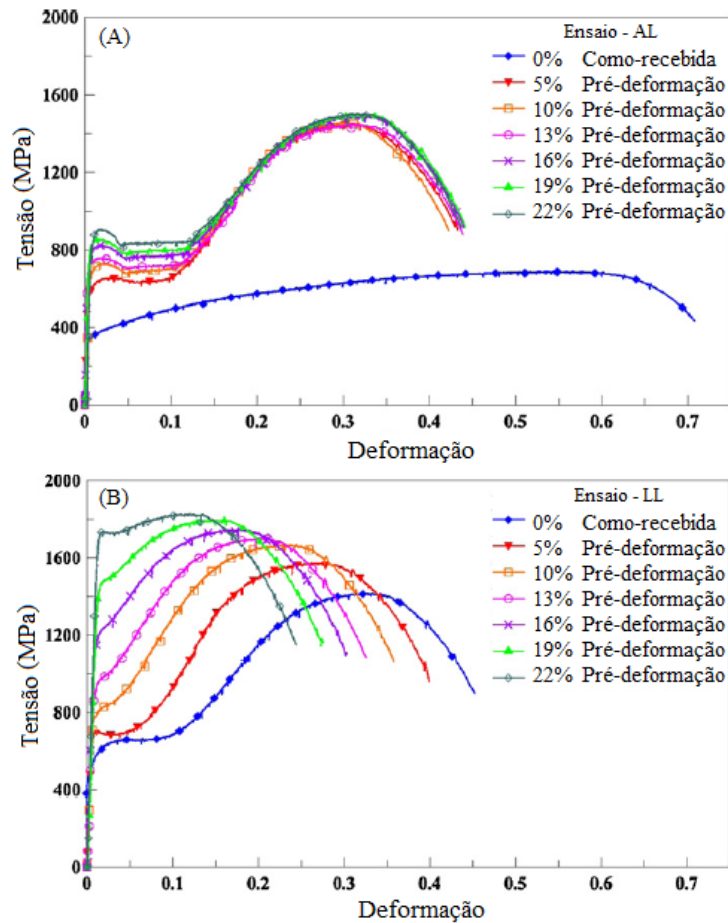 (A)
Ensaio - AL
0% Como-recebida
5% Pré-deformação
10% Pré-deformação
13% Pré-deformação
16% Pré-deformação
19% Pré-deformação
22% Pré-deformação
Tensão (MPa)
2000
1600
1200
800
400
0
0 0.1 0.2 0.3 0.4 0.5 0.6 0.7
Deformação
(B)
Ensaio - LL
0% Como-recebida
5% Pré-deformação
10% Pré-deformação
13% Pré-deformação
16% Pré-deformação
19% Pré-deformação
22% Pré-deformação
Tensão (MPa)
2000
1600
1200
800
400
0
0 0.1 0.2 0.3 0.4 0.5 0.6 0.7
Deformação